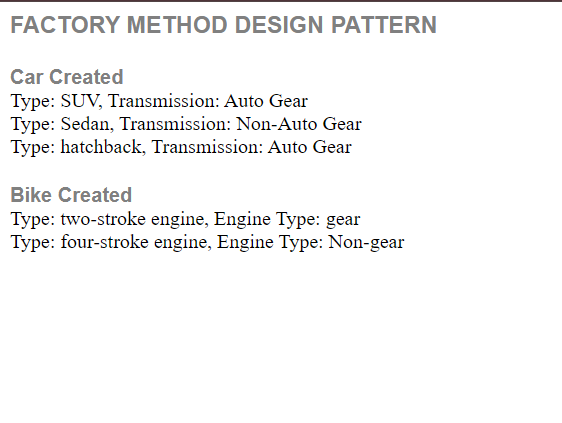 FACTORY METHOD DESIGN PATTERN
Car Created
Type: SUV, Transmission: Auto Gear
Type: Sedan, Transmission: Non-Auto Gear
Type: hatchback, Transmission: Auto Gear
Bike Created
Type: two-stroke engine, Engine Type: gear
Type: four-stroke engine, Engine Type: Non-gear